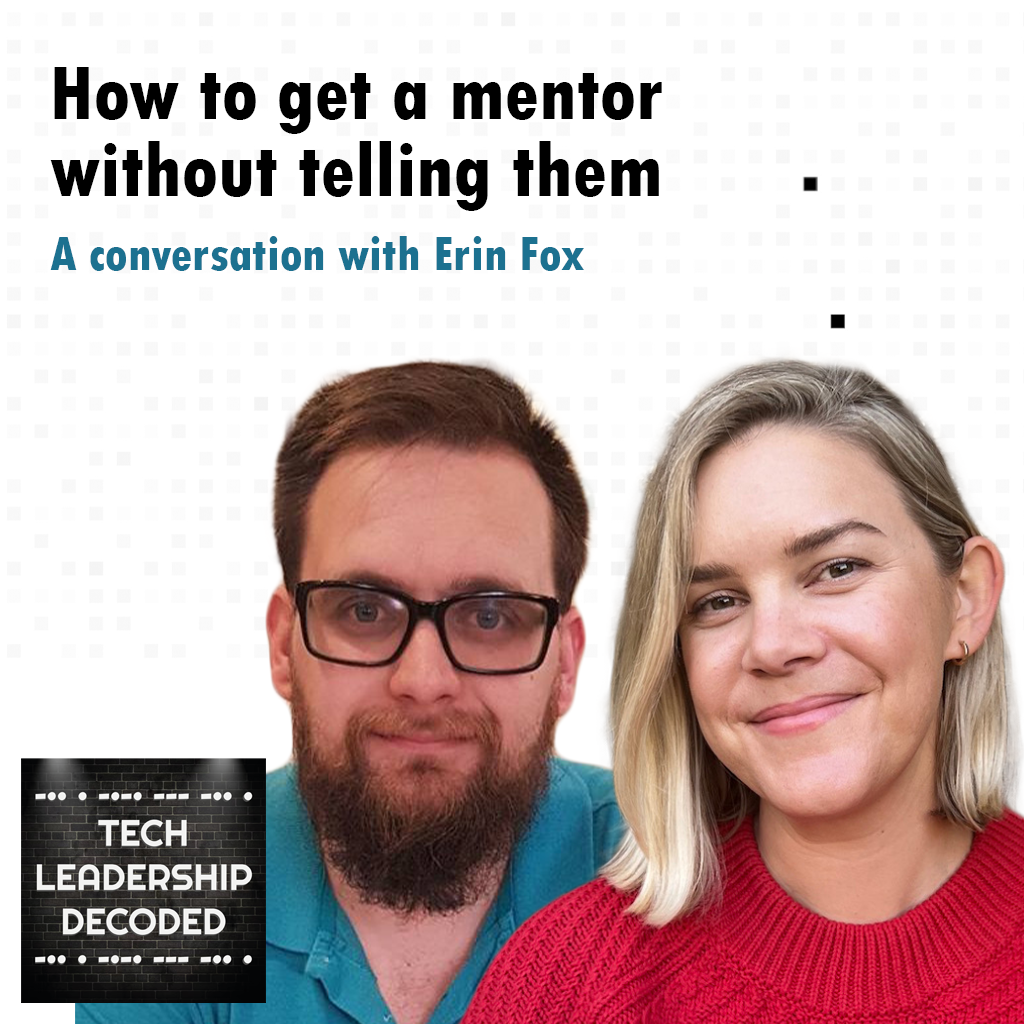 How to get a mentor
without telling them
A conversation with Erin Fox
TECH
LEADERSHIP
DECODED